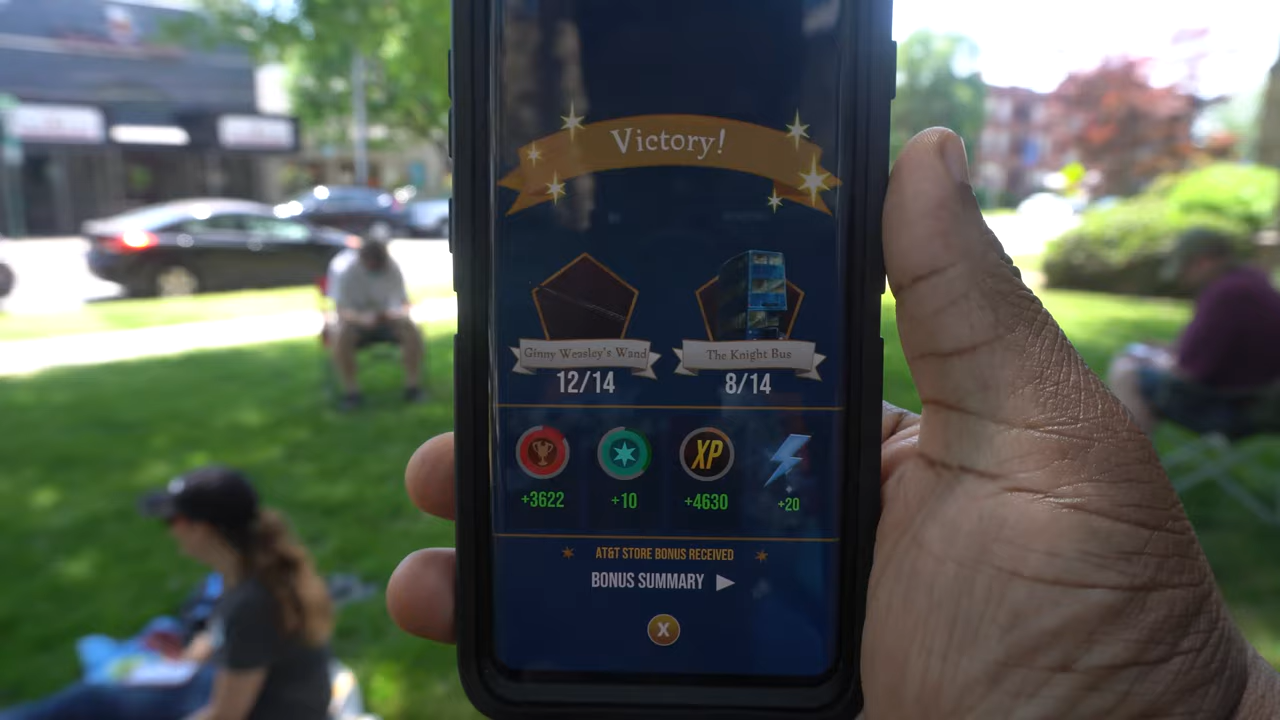 Victory!
Ginny Weasley's Wand
The Knight Bus
12/14
8/14
XP
+3622
+10
+4630
+20
AT&T STORE BONUS RECEIVED
BONUS SUMMARY
X